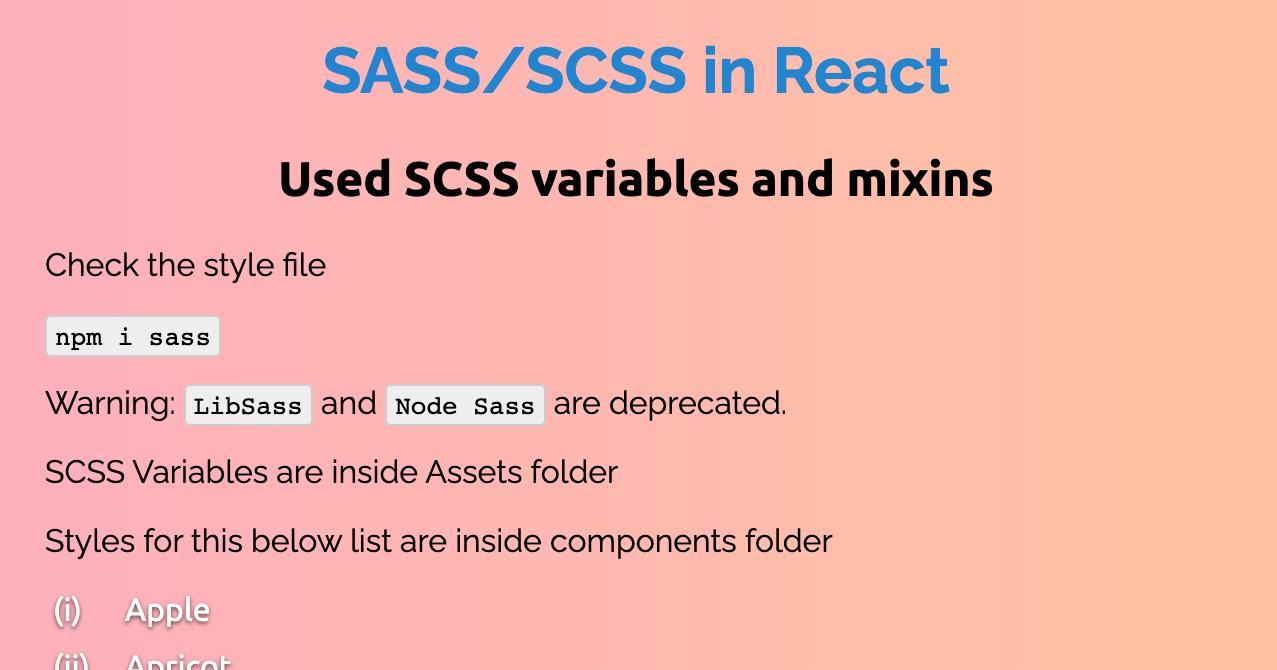 SASS/SCSS in React
Used SCSS variables and mixins
Check the style file
npm i sass
Warning: LibSass and Node Sass are deprecated.
SCSS Variables are inside Assets folder
Styles for this below list are inside components folder
(i) Apple
(ii) Apricot